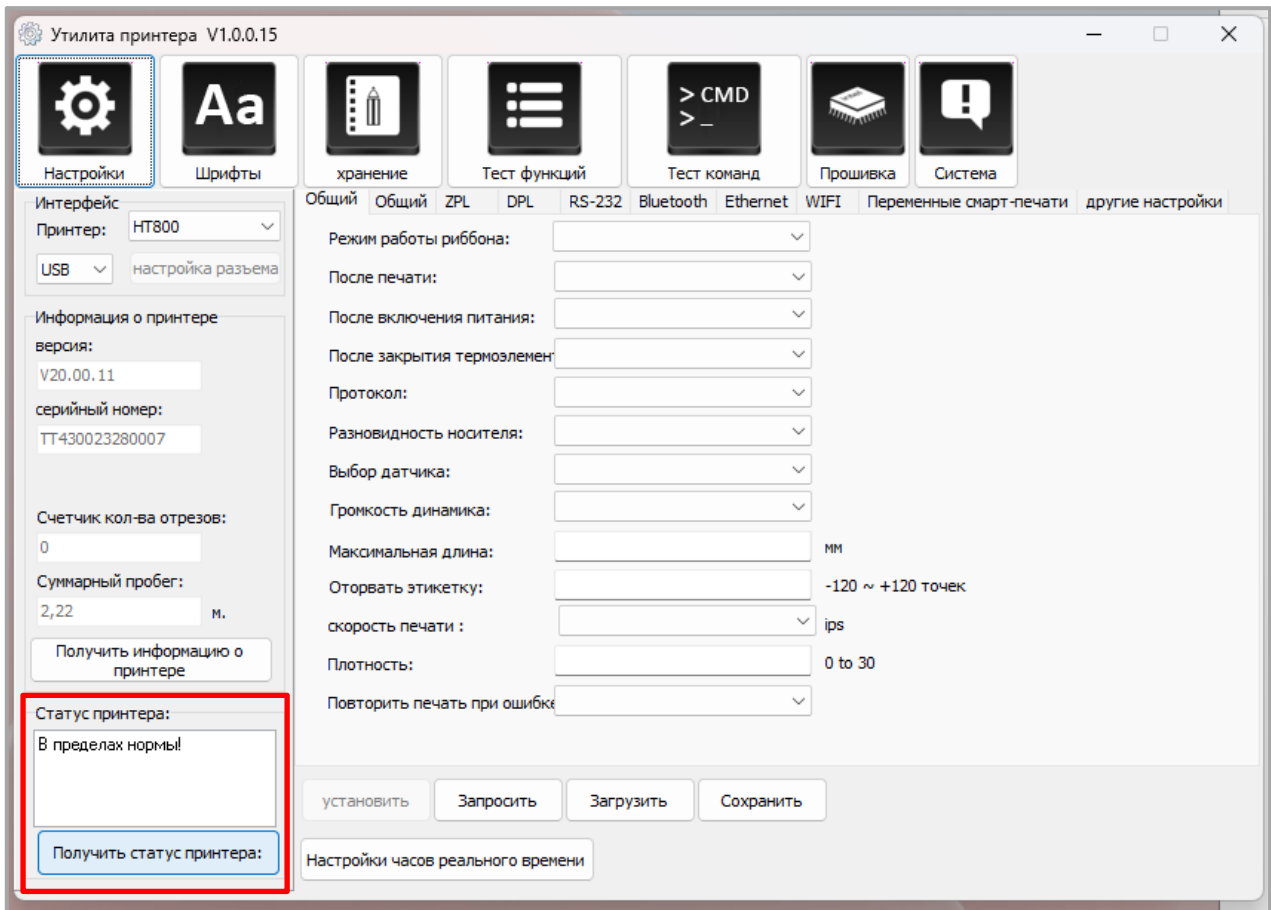 Утилита принтера V1.0.0.15
Aa
> CMD
> _
Настройки
Шрифты
хранение
Тест функций
Тест команд
Прошивка
Система
Интерфейс
Принтер: HT800
USB настройка разъема
Информация о принтере
версия:
V20.00.11
серийный номер:
TT430023280007
Счетчик кол-ва отрезов:
0
Суммарный пробег:
2,22 м.
Получить информацию о
принтере
Статус принтера:
В пределах нормы!
Получить статус принтера:
Общий Общий ZPL DPL RS-232 Bluetooth Ethernet WIFI Переменные смарт-печати другие настройки
Режим работы риббона:
После печати:
После включения питания:
После закрытия термоэлемен
Протокол:
Разновидность носителя:
Выбор датчика:
Громкость динамика:
Максимальная длина: мм
Оторвать этикетку: -120 ~ +120 точек
скорость печати : ips
Плотность: 0 to 30
Повторить печать при ошибке
установить Запросить Загрузить Сохранить
Настройки часов реального времени